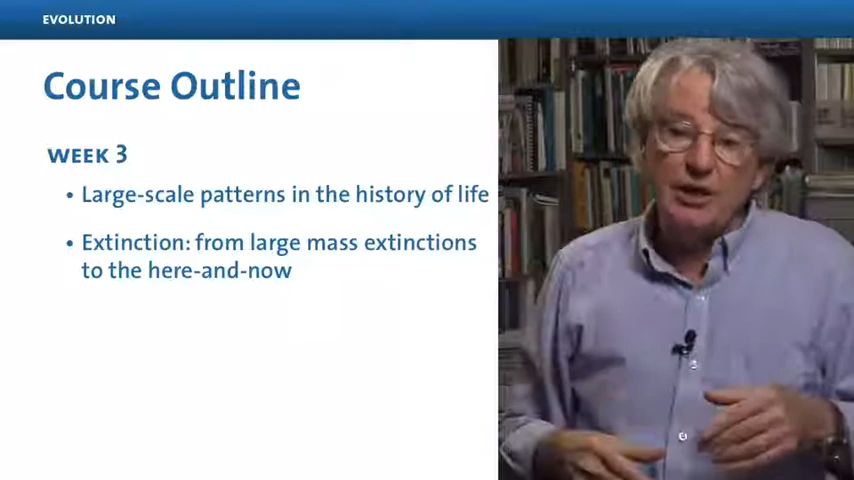 EVOLUTION
Course Outline
WEEK 3
• Large-scale patterns in the history of life
• Extinction: from large mass extinctions
to the here-and-now